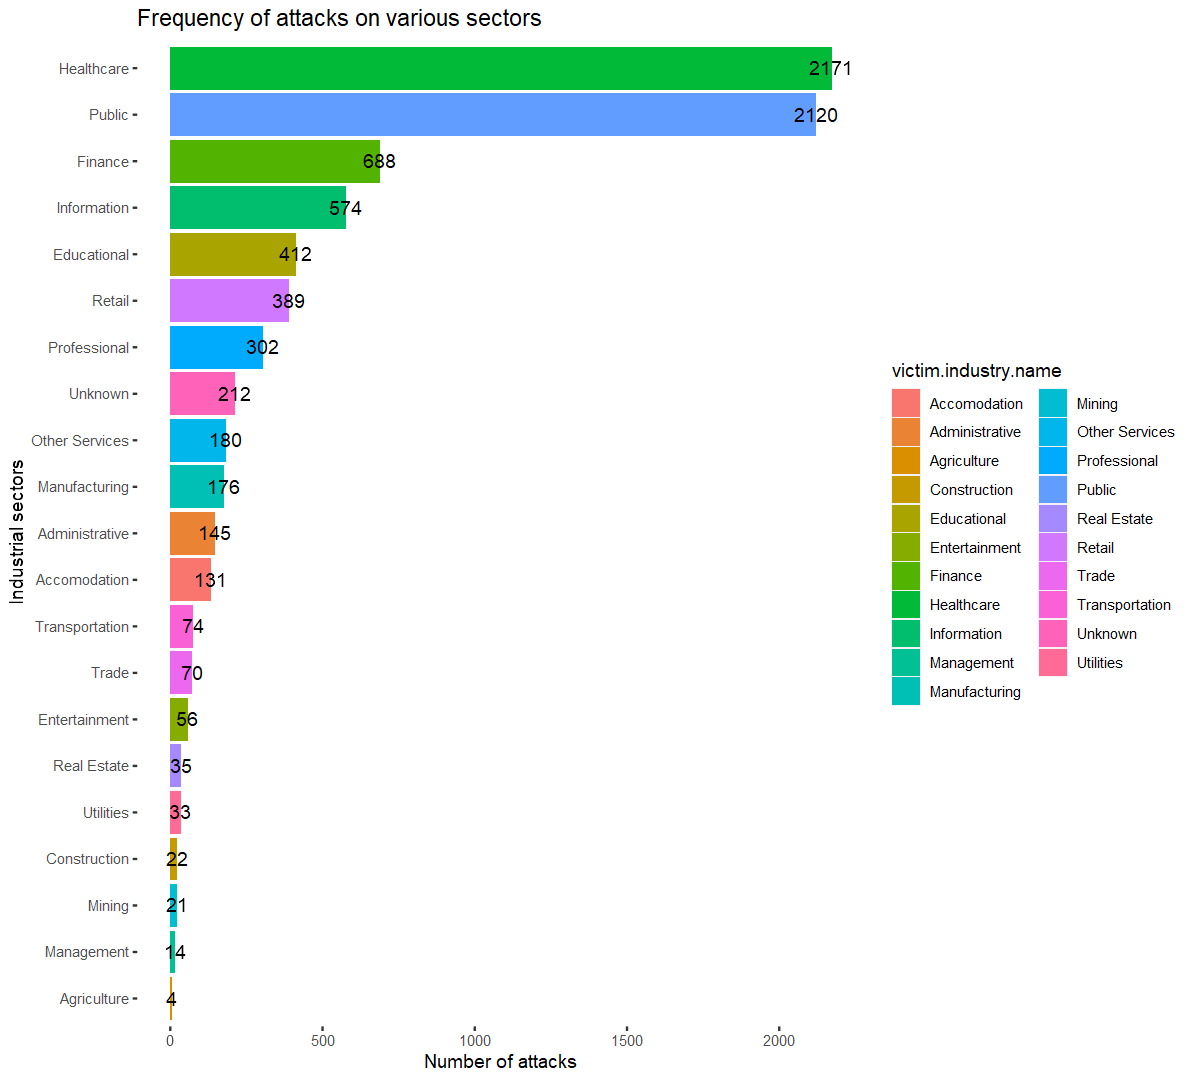 Frequency of attacks on various sectors
Healthcare 2171
Public 2120
Finance 688
Information 574
Educational 412
Retail 389
Professional 302
Unknown 212
Other Services 180
Manufacturing 176
Administrative 145
Accomodation 131
Transportation 74
Trade 70
Entertainment 56
Real Estate 35
Utilities 33
Construction 22
Mining 21
Management 14
Agriculture 4
0 500 1000 1500 2000
Number of attacks
Industrial sectors
victim.industry.name
Accomodation
Administrative
Agriculture
Construction
Educational
Entertainment
Finance
Healthcare
Information
Management
Manufacturing
Mining
Other Services
Professional
Public
Real Estate
Retail
Trade
Transportation
Unknown
Utilities